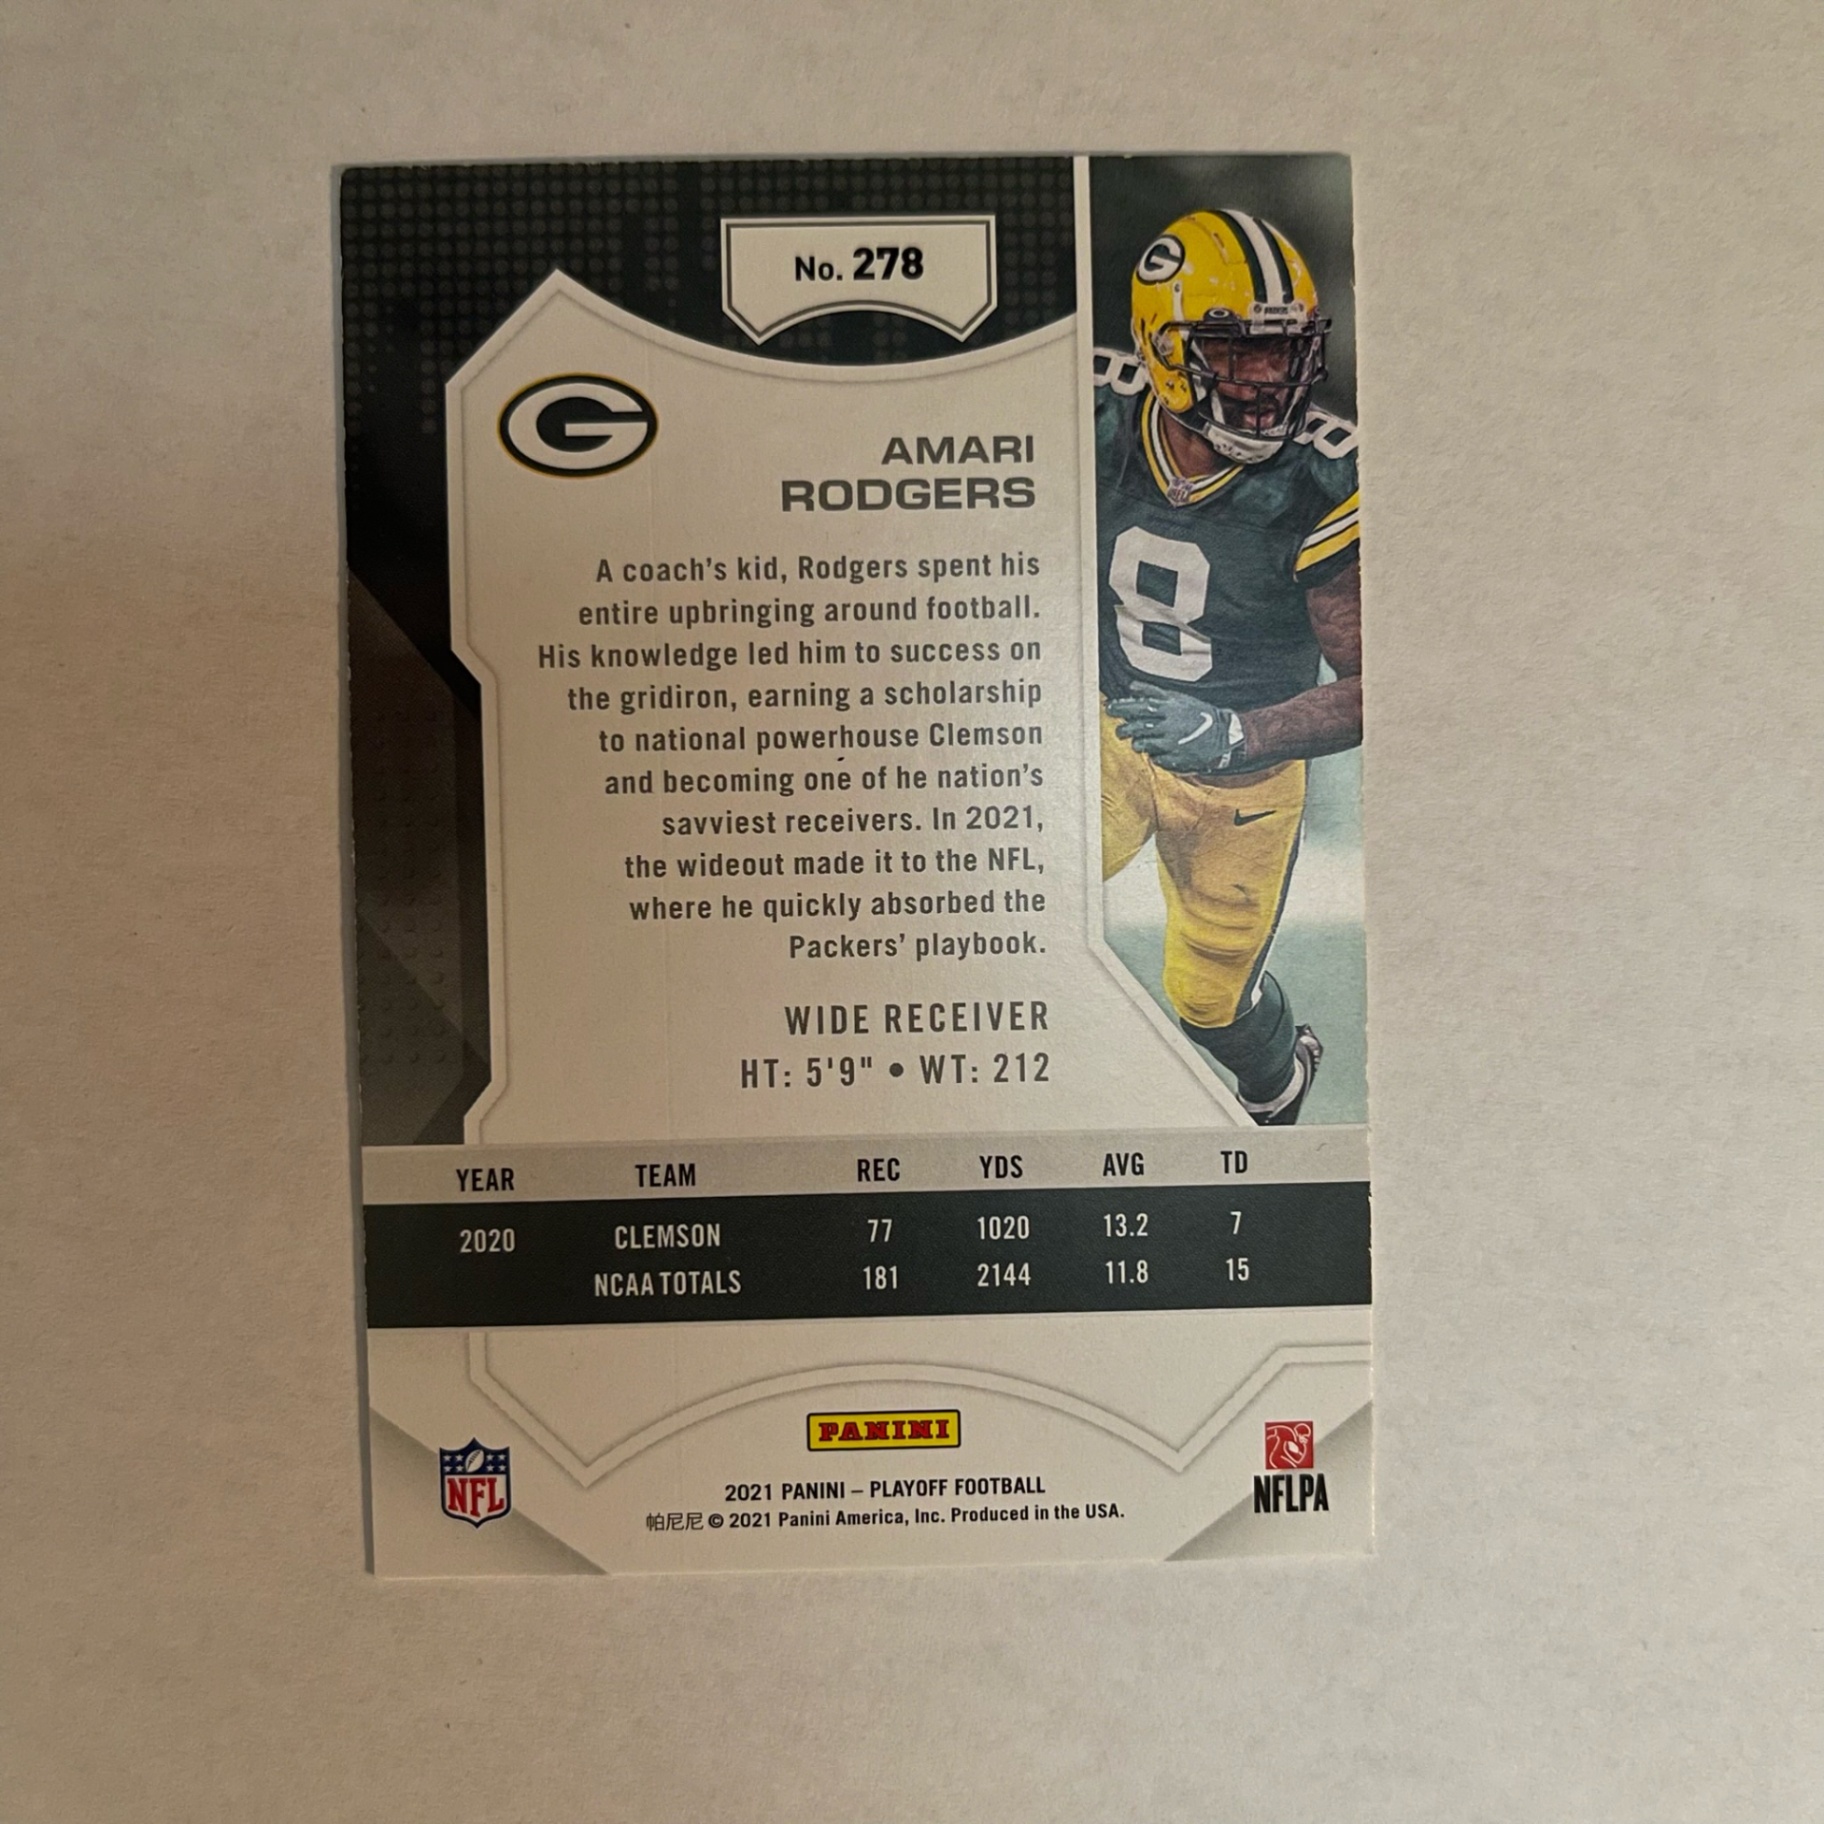 No. 278
G
G
AMARI
RODGERS
8
8
8
A coach's kid, Rodgers spent his
entire upbringing around football.
His knowledge led him to success on
the gridiron, earning a scholarship
to national powerhouse Clemson
and becoming one of he nation's
savviest receivers. In 2021,
the wideout made it to the NFL,
where he quickly absorbed the
Packers' playbook.
WIDE RECEIVER
HT: 5'9" • WT: 212
YEAR TEAM REC YDS AVG TD
2020 CLEMSON 77 1020 13.2 7
NCAA TOTALS 181 2144 11.8 15
PANINI
NFL
2021 PANINI – PLAYOFF FOOTBALL
帕尼尼 © 2021 Panini America, Inc. Produced in the USA.
NFLPA